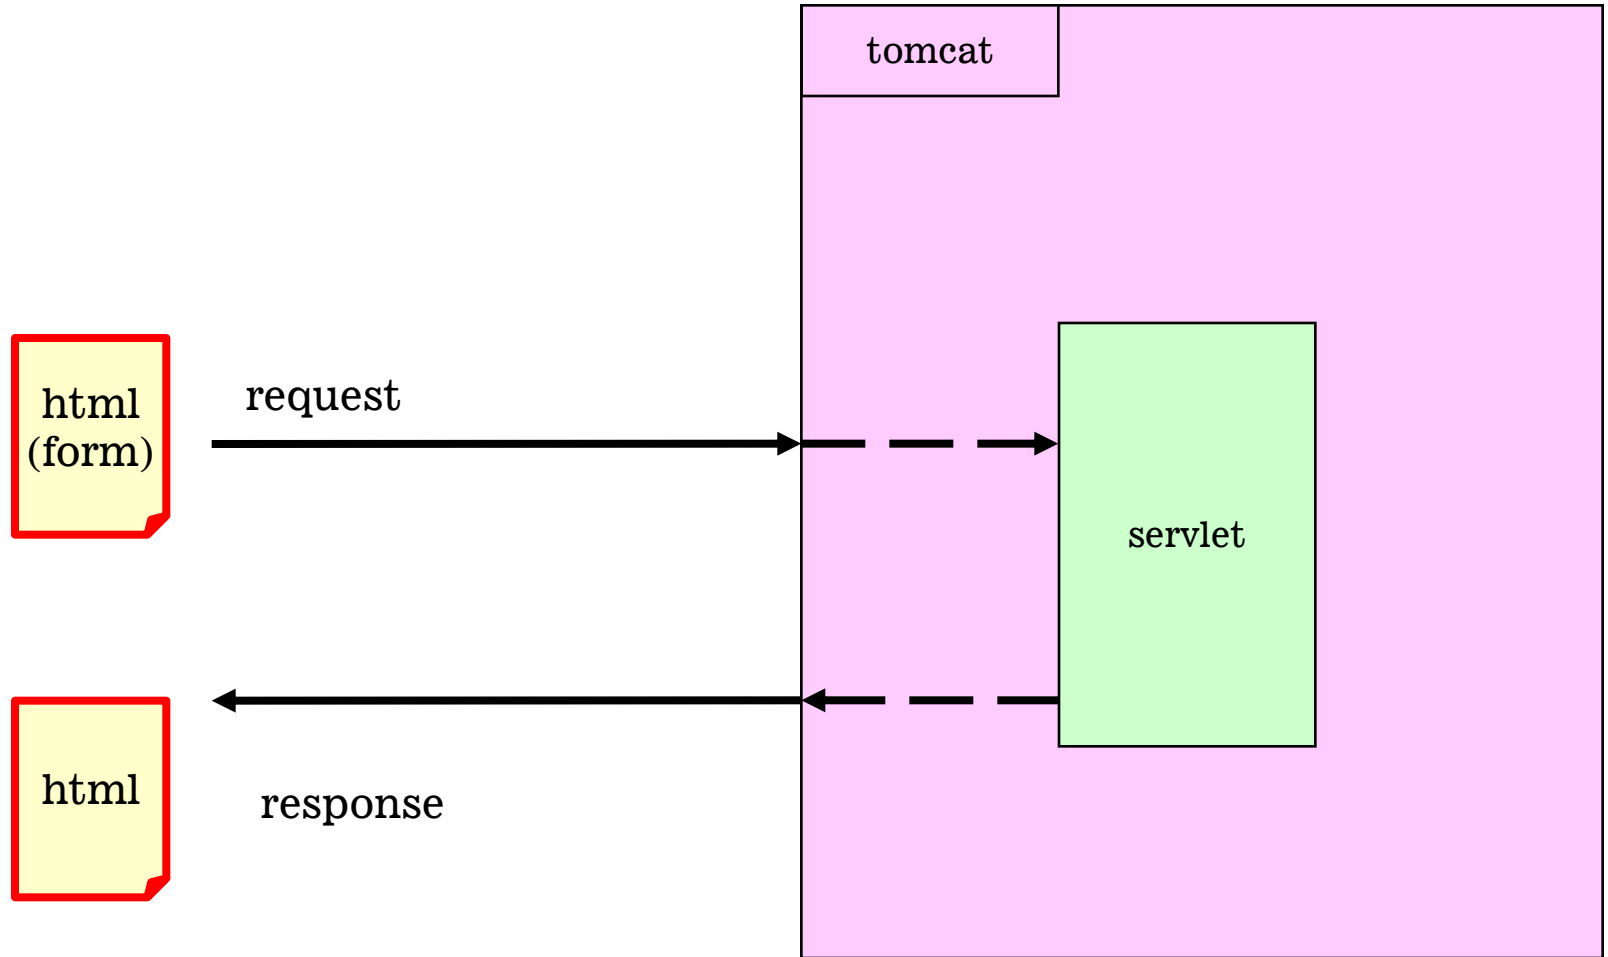 tomcat
html
(form)
request
servlet
html
response